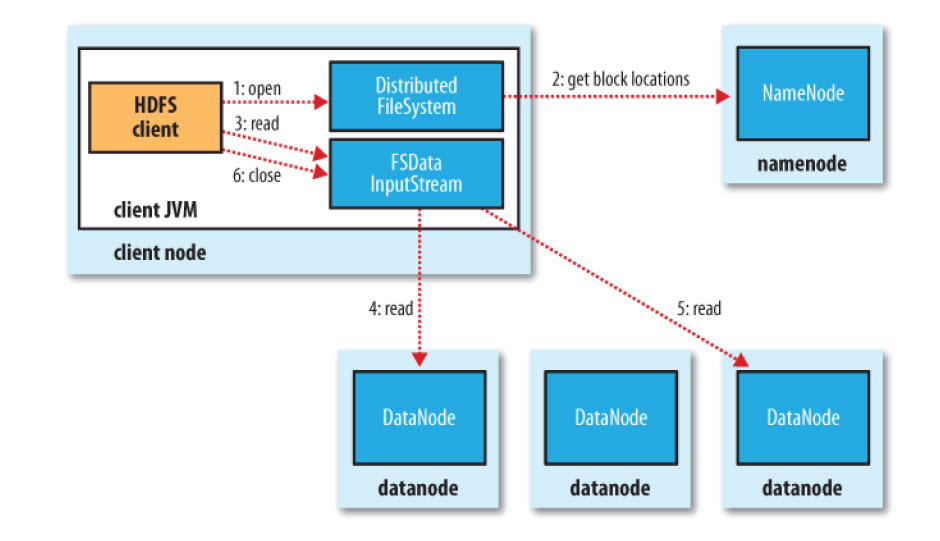 1: open
HDFS
client
3: read
6: close
Distributed
FileSystem
FSData
InputStream
2: get block locations
NameNode
namenode
client JVM
client node
4: read
5: read
DataNode
DataNode
DataNode
datanode
datanode
datanode